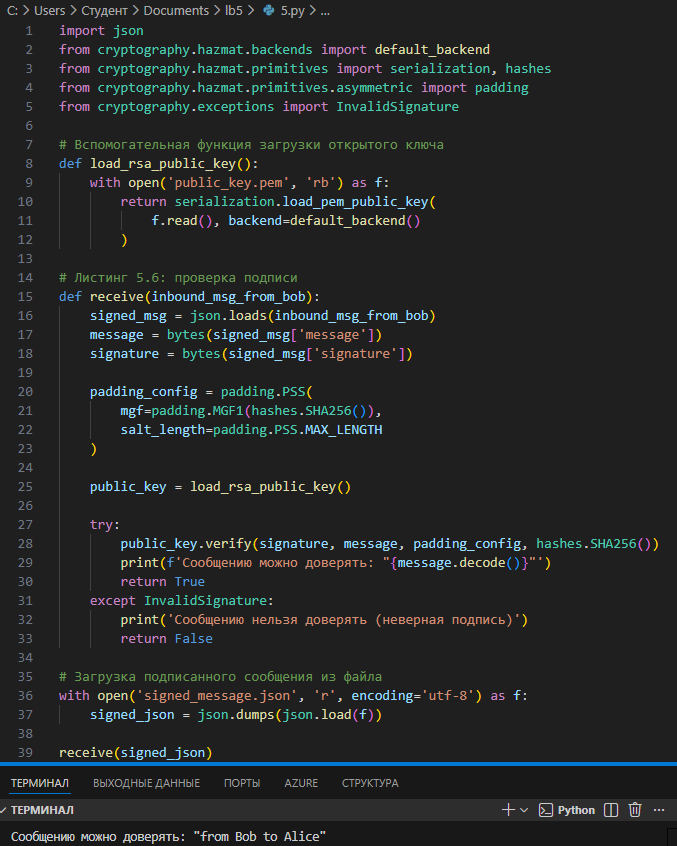 C: > Users > Студент > Documents > lb5 > 5.py > ...
1 import json
2 from cryptography.hazmat.backends import default_backend
3 from cryptography.hazmat.primitives import serialization, hashes
4 from cryptography.hazmat.primitives.asymmetric import padding
5 from cryptography.exceptions import InvalidSignature
6
7 # Вспомогательная функция загрузки открытого ключа
8 def load_rsa_public_key():
9     with open('public_key.pem', 'rb') as f:
10         return serialization.load_pem_public_key(
11             f.read(), backend=default_backend()
12         )
13
14 # Листинг 5.6: проверка подписи
15 def receive(inbound_msg_from_bob):
16     signed_msg = json.loads(inbound_msg_from_bob)
17     message = bytes(signed_msg['message'])
18     signature = bytes(signed_msg['signature'])
19
20     padding_config = padding.PSS(
21         mgf=padding.MGF1(hashes.SHA256()),
22         salt_length=padding.PSS.MAX_LENGTH
23     )
24
25     public_key = load_rsa_public_key()
26
27     try:
28         public_key.verify(signature, message, padding_config, hashes.SHA256())
29         print(f'Сообщению можно доверять: "{message.decode()}"')
30         return True
31     except InvalidSignature:
32         print('Сообщению нельзя доверять (неверная подпись)')
33         return False
34
35 # Загрузка подписанного сообщения из файла
36 with open('signed_message.json', 'r', encoding='utf-8') as f:
37     signed_json = json.dumps(json.load(f))
38
39 receive(signed_json)
ТЕРМИНАЛ ВЫХОДНЫЕ ДАННЫЕ ПОРТЫ AZURE СТРУКТУРА
ТЕРМИНАЛ Python ...
Сообщению можно доверять: "from Bob to Alice"